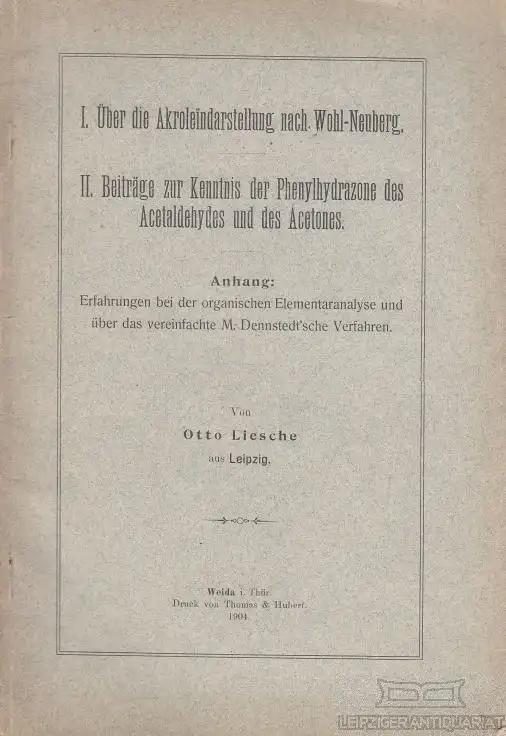 I. Über die Akroleïndarstellung nach Wohl-Neuberg.
II. Beiträge zur Kenntnis der Phenylhydrazone des
Acetaldehydes und des Acetones.
Anhang:
Erfahrungen bei der organischen Elementaranalyse und
über das vereinfachte M. Dennstedt'sche Verfahren.
Von
Otto Liesche
aus Leipzig.
Weida i. Thür.
Druck von Thomas & Hubert.
1904.
LEIPZIGER ANTIQUARIAT